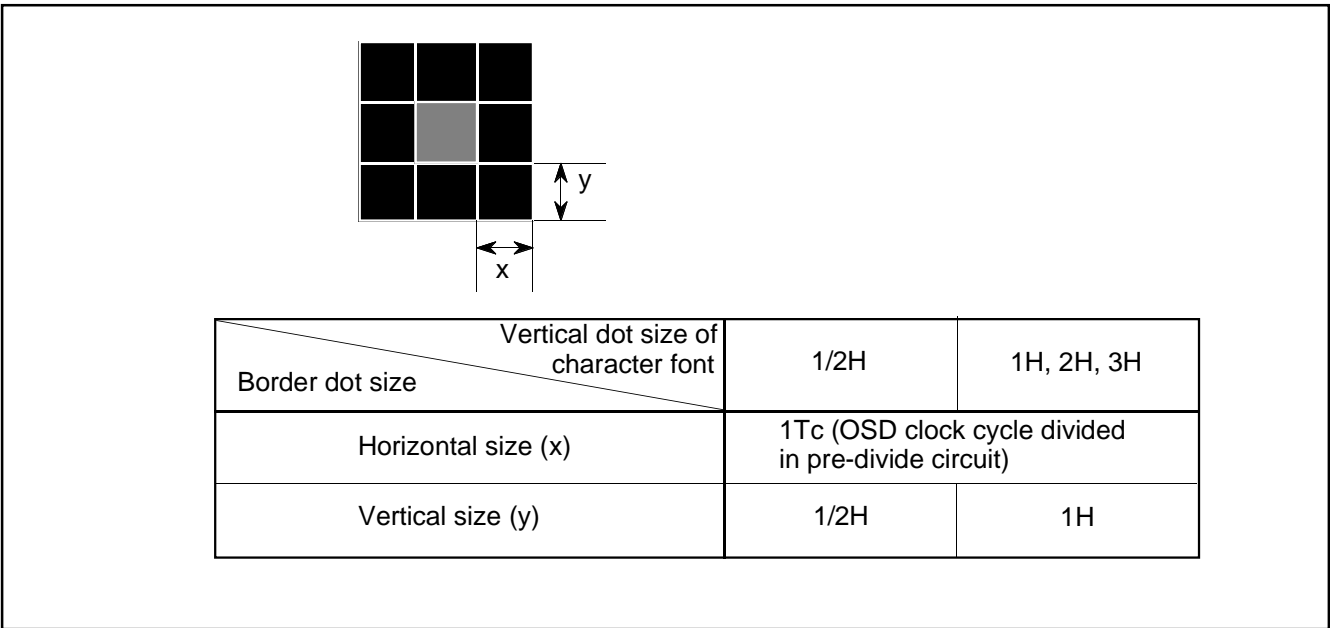 y
x
Vertical dot size of
character font
Border dot size
1/2H
1H, 2H, 3H
Horizontal size (x)
1Tc (OSD clock cycle divided
in pre-divide circuit)
Vertical size (y)
1/2H
1H